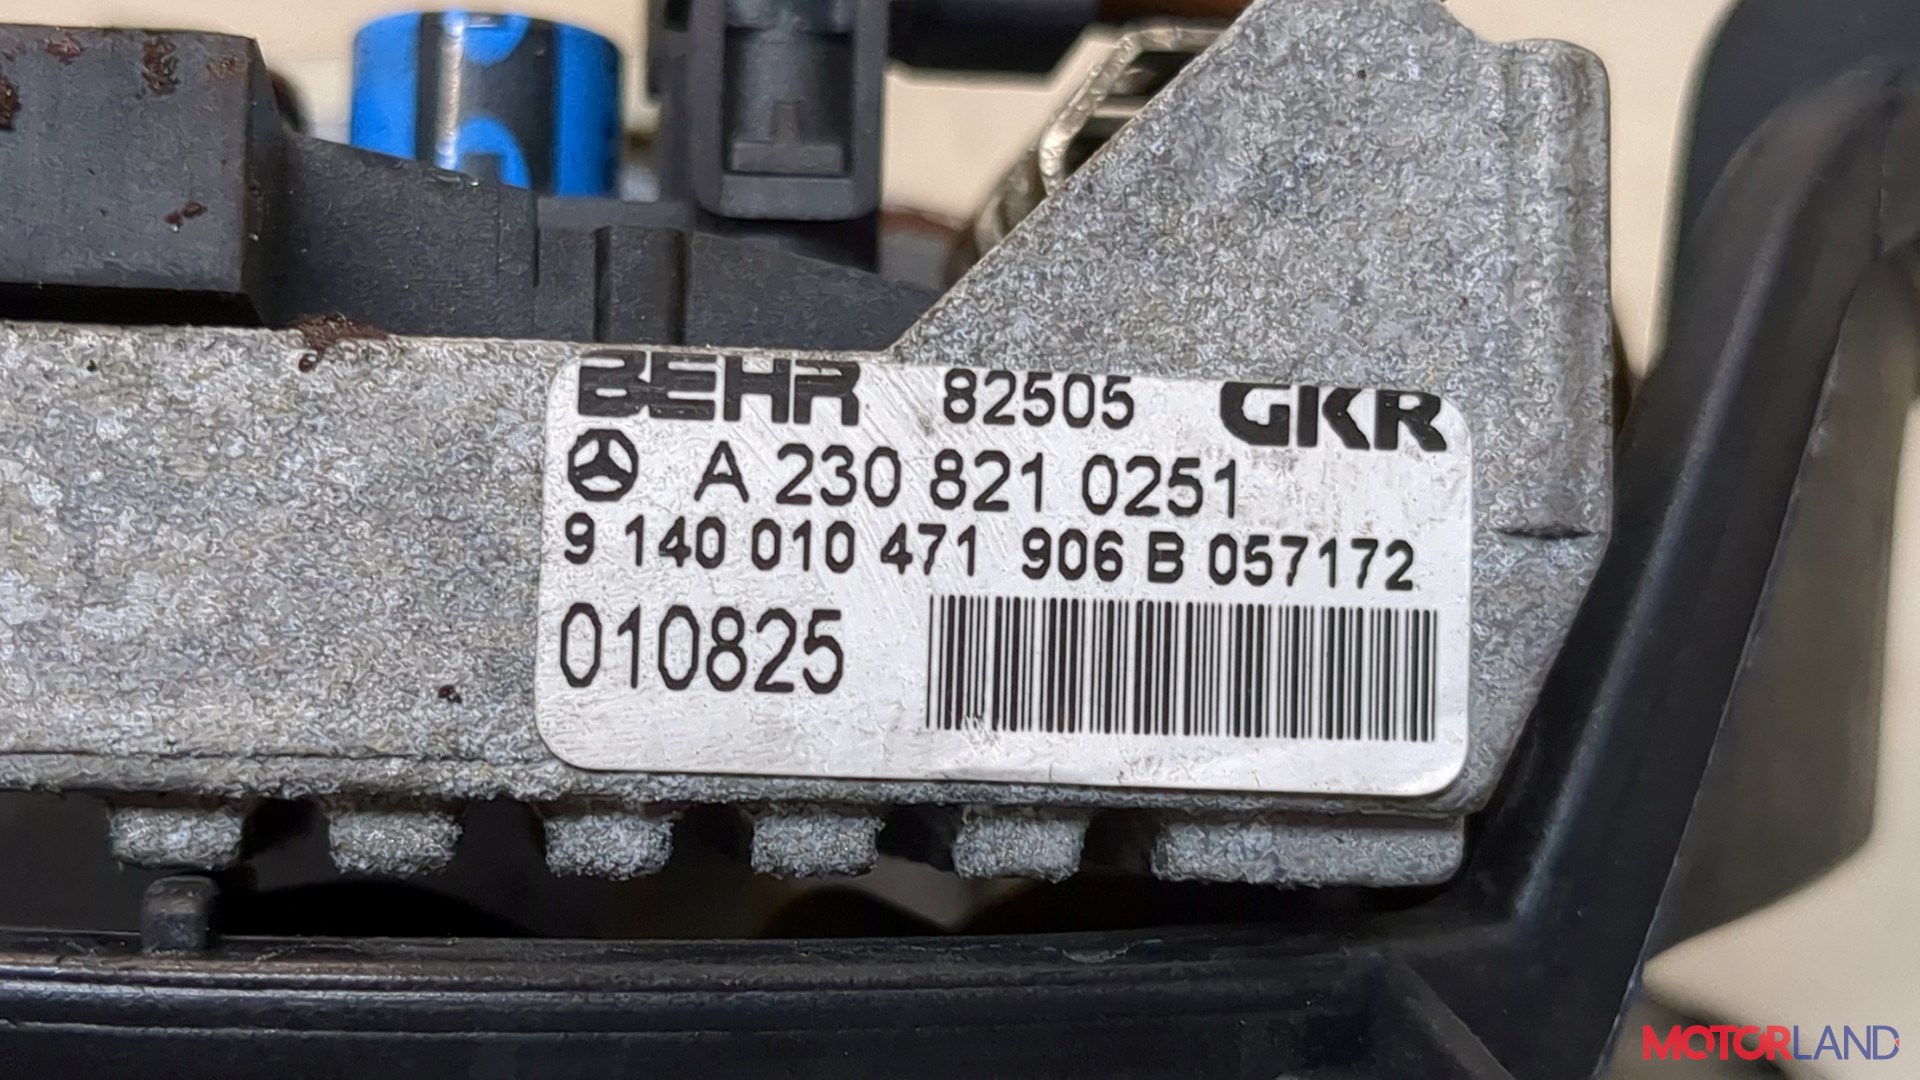 BEHR 82505 GKR
A 230 821 0251
9 140 010 471 906 B 057172
010825
MOTORLAND